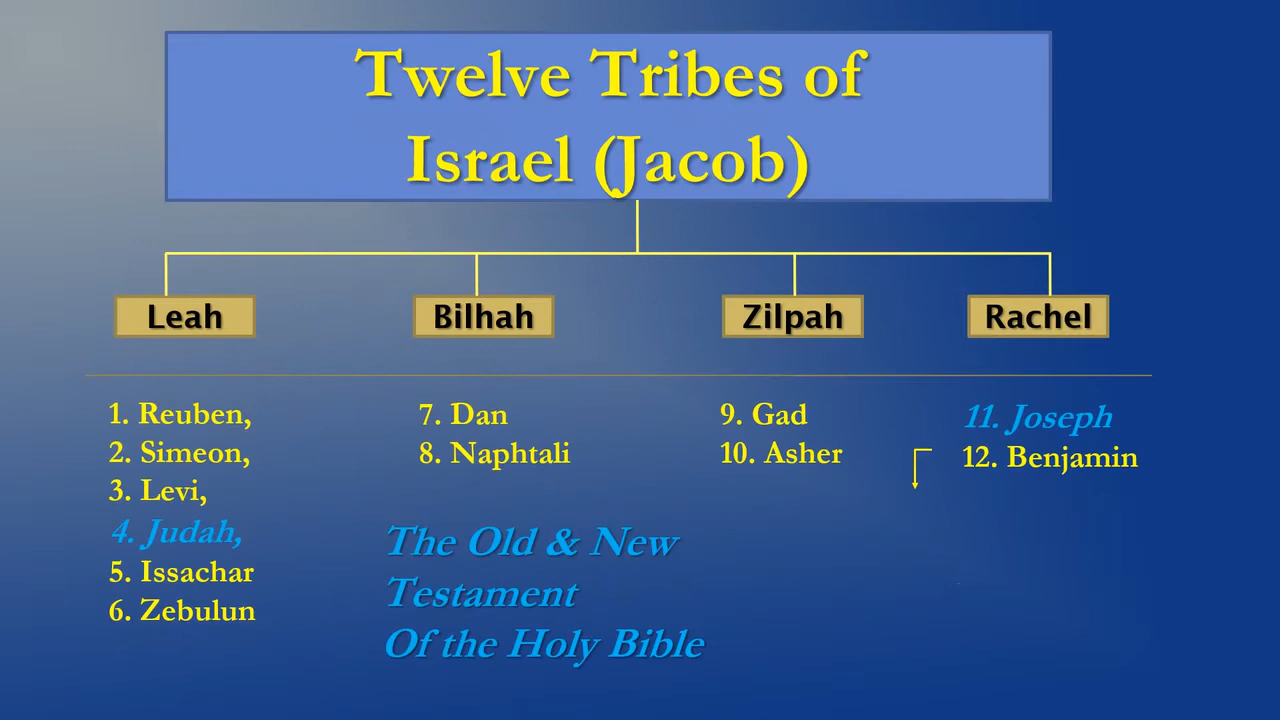 Twelve Tribes of
Israel (Jacob)
Leah
Bilhah
Zilpah
Rachel
1. Reuben,
2. Simeon,
3. Levi,
4. Judah,
5. Issachar
6. Zebulun
7. Dan
8. Naphtali
9. Gad
10. Asher
11. Joseph
12. Benjamin
The Old & New
Testament
Of the Holy Bible